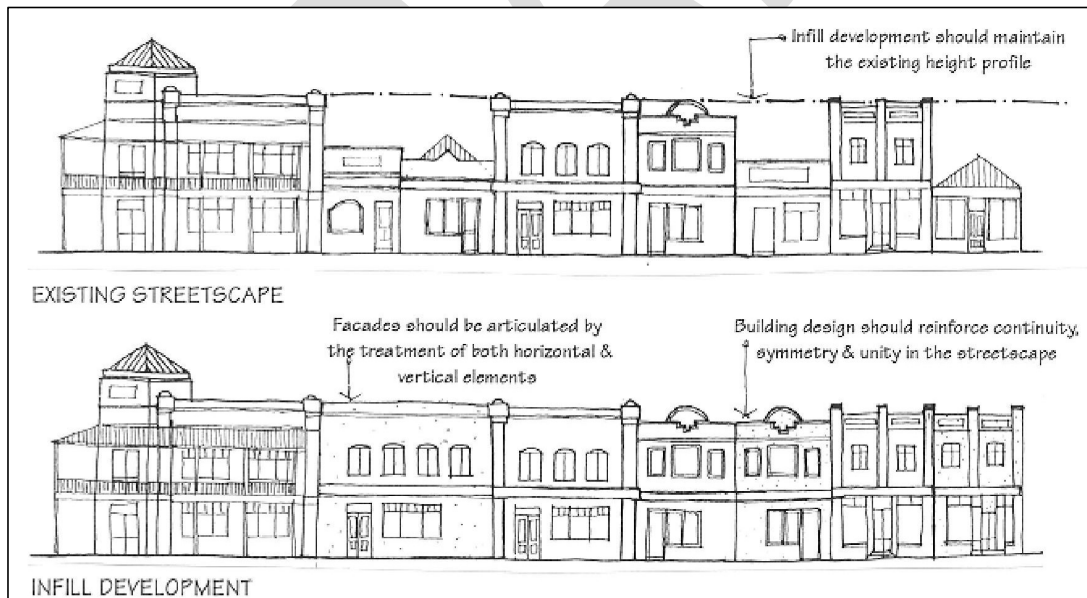 Infill development should maintain
the existing height profile
EXISTING STREETSCAPE
Facades should be articulated by
the treatment of both horizontal &
vertical elements
Building design should reinforce continuity,
symmetry & unity in the streetscape
INFILL DEVELOPMENT